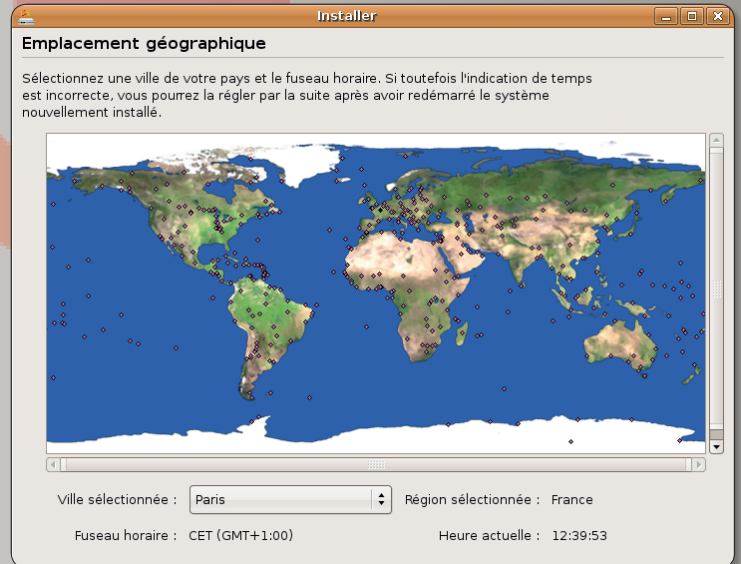 Installer
Emplacement géographique
Sélectionnez une ville de votre pays et le fuseau horaire. Si toutefois l'indication de temps
est incorrecte, vous pourrez la régler par la suite après avoir redémarré le système
nouvellement installé.
Ville sélectionnée : Paris Région sélectionnée : France
Fuseau horaire : CET (GMT+1:00) Heure actuelle : 12:39:53